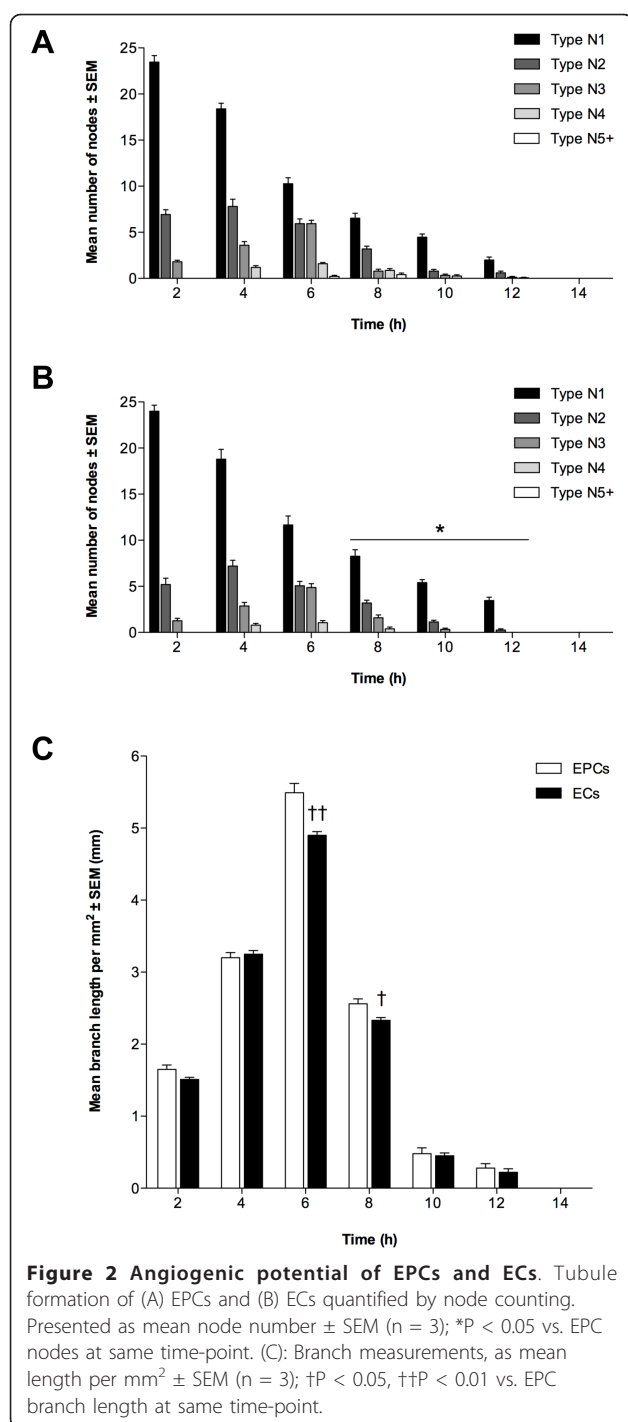 A
Mean number of nodes ± SEM
25
20
15
10
5
0
2 4 6 8 10 12 14
Time (h)
Type N1
Type N2
Type N3
Type N4
Type N5+
B
Mean number of nodes ± SEM
25
20
15
10
5
0
*
2 4 6 8 10 12 14
Time (h)
Type N1
Type N2
Type N3
Type N4
Type N5+
C
Mean branch length per mm² ± SEM (mm)
6
5
4
3
2
1
0
††
†
2 4 6 8 10 12 14
Time (h)
EPCs
ECs
Figure 2 Angiogenic potential of EPCs and ECs. Tubule
formation of (A) EPCs and (B) ECs quantified by node counting.
Presented as mean node number ± SEM (n = 3); *P < 0.05 vs. EPC
nodes at same time-point. (C): Branch measurements, as mean
length per mm² ± SEM (n = 3); †P < 0.05, ††P < 0.01 vs. EPC
branch length at same time-point.